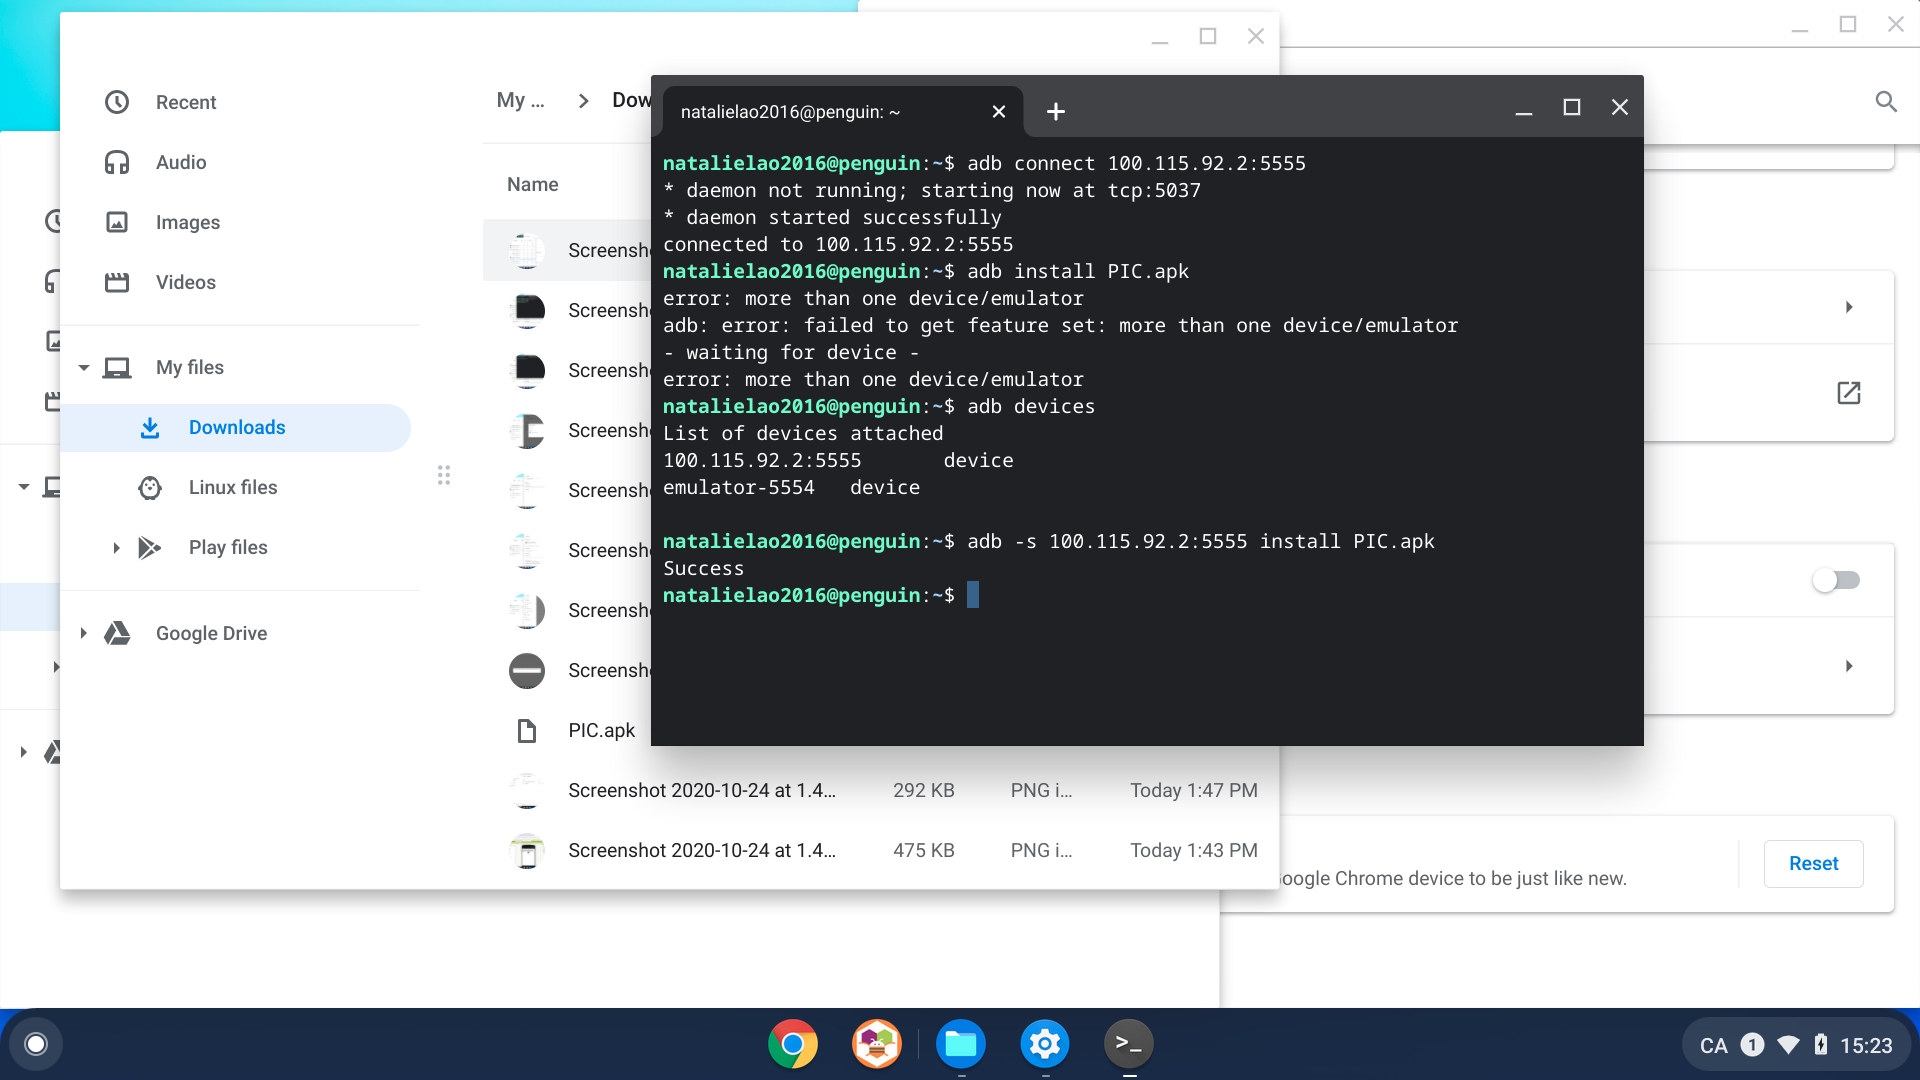 Recent
Audio
Images
Videos
My files
Downloads
Linux files
Play files
Google Drive
My ...
Dow
Name
Screensh
Screensh
Screensh
Screensh
Screensh
Screensh
Screensh
Screensh
PIC.apk
Screenshot 2020-10-24 at 1.4... 292 KB PNG i... Today 1:47 PM
Screenshot 2020-10-24 at 1.4... 475 KB PNG i... Today 1:43 PM
natalielao2016@penguin: ~
natalielao2016@penguin:~$ adb connect 100.115.92.2:5555
* daemon not running; starting now at tcp:5037
* daemon started successfully
connected to 100.115.92.2:5555
natalielao2016@penguin:~$ adb install PIC.apk
error: more than one device/emulator
adb: error: failed to get feature set: more than one device/emulator
- waiting for device -
error: more than one device/emulator
natalielao2016@penguin:~$ adb devices
List of devices attached
100.115.92.2:5555 device
emulator-5554 device
natalielao2016@penguin:~$ adb -s 100.115.92.2:5555 install PIC.apk
Success
natalielao2016@penguin:~$
oogle Chrome device to be just like new.
Reset
>_
CA 1 15:23